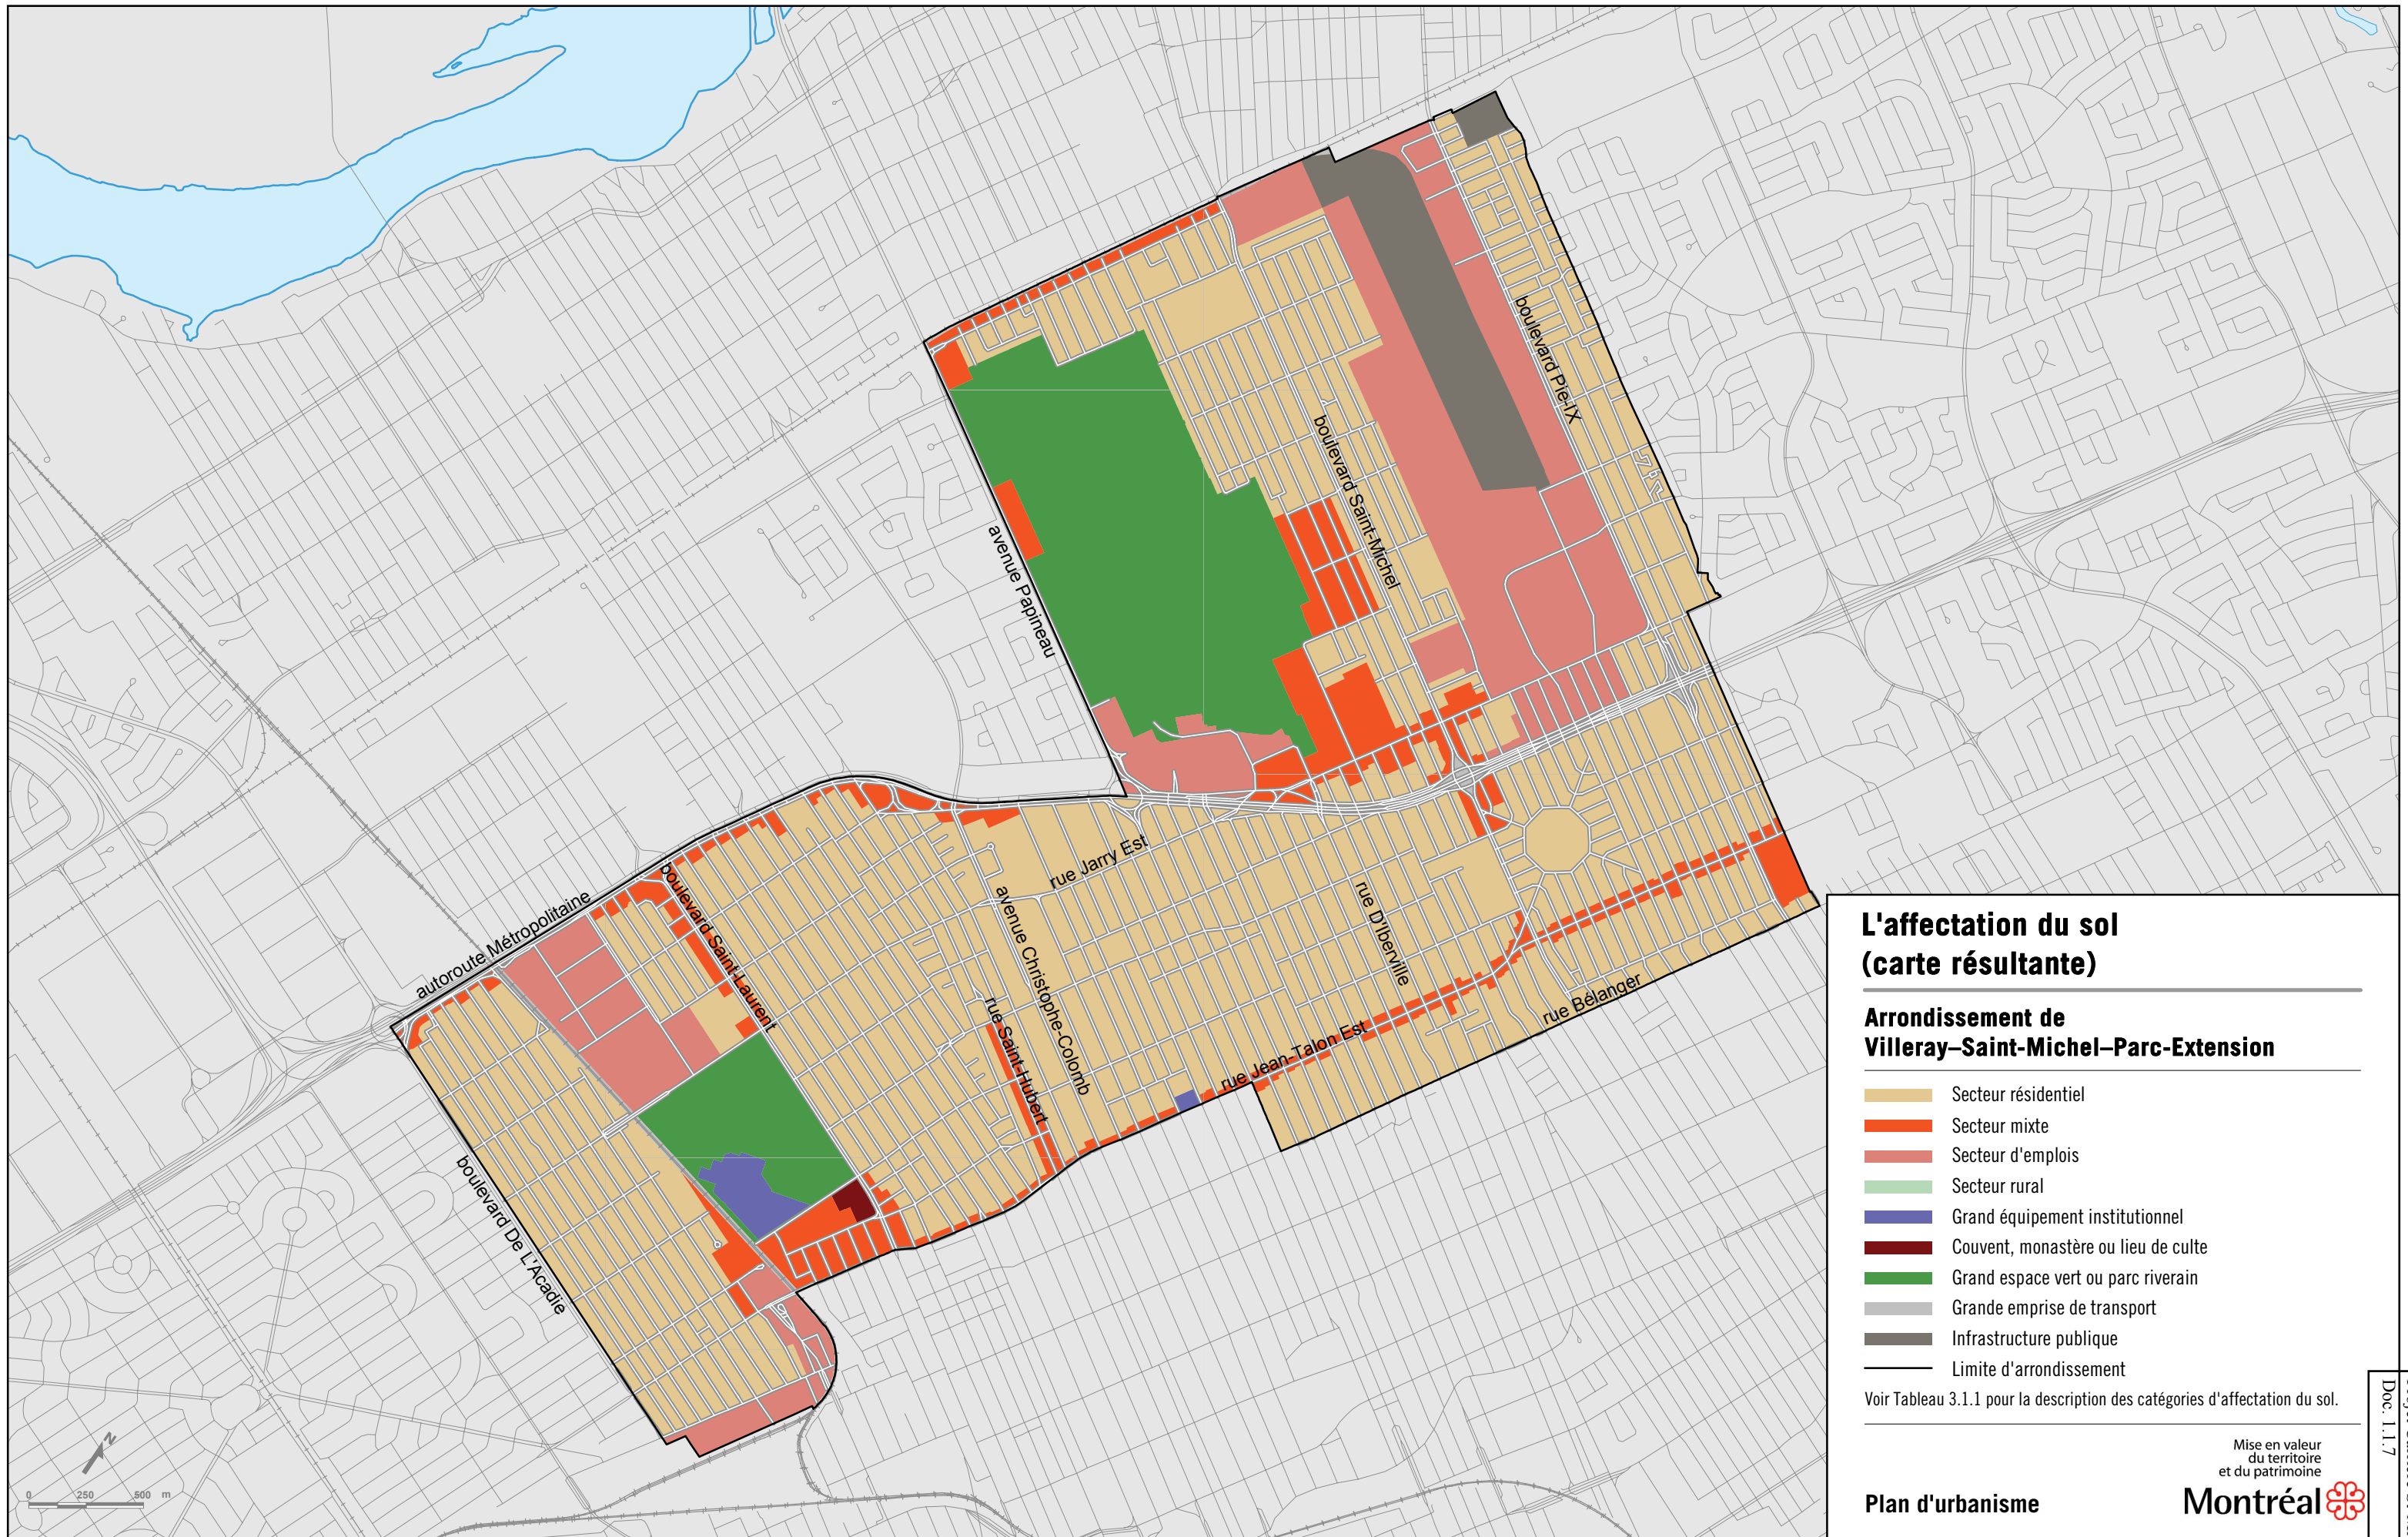 boulevard Pie-IX
boulevard Saint-Michel
avenue Papineau
rue Jarry Est
autoroute Métropolitaine
boulevard Saint-Laurent
avenue Christophe-Colomb
rue D'Iberville
rue Saint-Hubert
rue Bélanger
rue Jean-Talon Est
boulevard De L'Acadie
N
0 250 500 m
L'affectation du sol
(carte résultante)
Arrondissement de
Villeray–Saint-Michel–Parc-Extension
Secteur résidentiel
Secteur mixte
Secteur d'emplois
Secteur rural
Grand équipement institutionnel
Couvent, monastère ou lieu de culte
Grand espace vert ou parc riverain
Grande emprise de transport
Infrastructure publique
Limite d'arrondissement
Voir Tableau 3.1.1 pour la description des catégories d'affectation du sol.
Mise en valeur
du territoire
et du patrimoine
Plan d'urbanisme
Montréal
Doc. 1.1.7